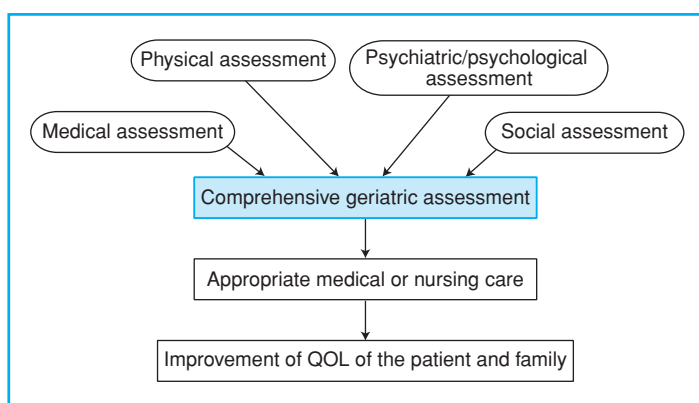 Physical assessment
Psychiatric/psychological
assessment
Medical assessment
Social assessment
Comprehensive geriatric assessment
Appropriate medical or nursing care
Improvement of QOL of the patient and family